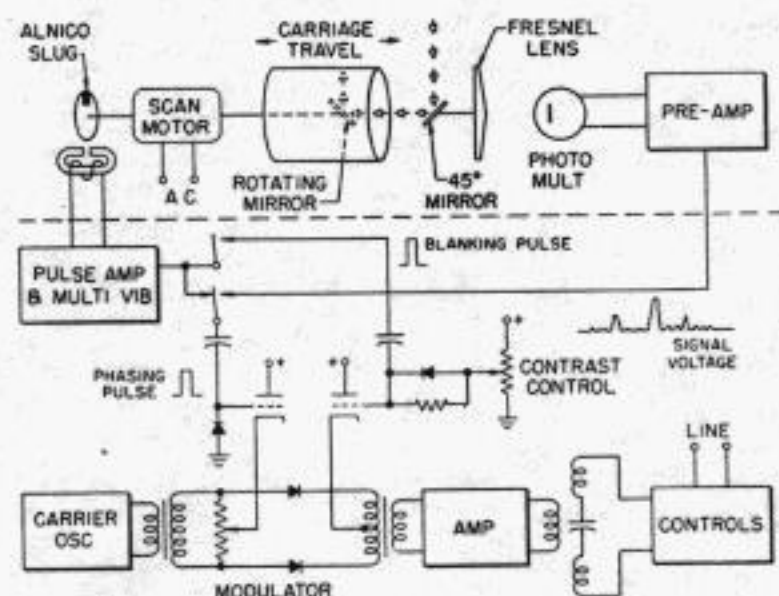 ALNICO
SLUG
CARRIAGE
TRAVEL
FRESNEL
LENS
SCAN
MOTOR
PRE-AMP
A.C.
ROTATING
MIRROR
45°
MIRROR
PHOTO
MULT
PULSE AMP
& MULTI VIB
BLANKING PULSE
+
SIGNAL
VOLTAGE
PHASING
PULSE
+
+
CONTRAST
CONTROL
LINE
CARRIER
OSC
AMP
CONTROLS
MODULATOR